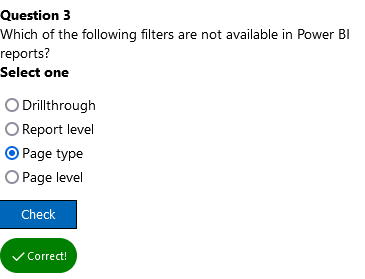 Question 3
Which of the following filters are not available in Power BI
reports?
Select one
Drillthrough
Report level
Page type
Page level
Check
Correct!